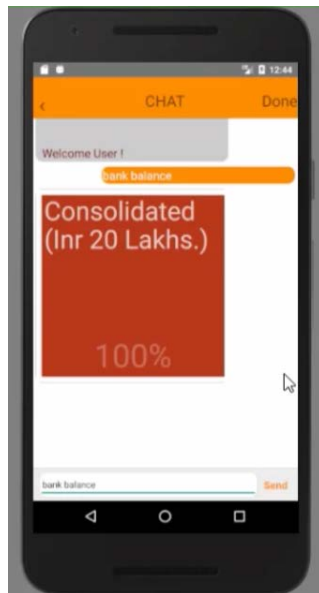 12:44
‹ CHAT Done
Welcome User !
bank balance
Consolidated
(Inr 20 Lakhs.)
100%
bank balance Send